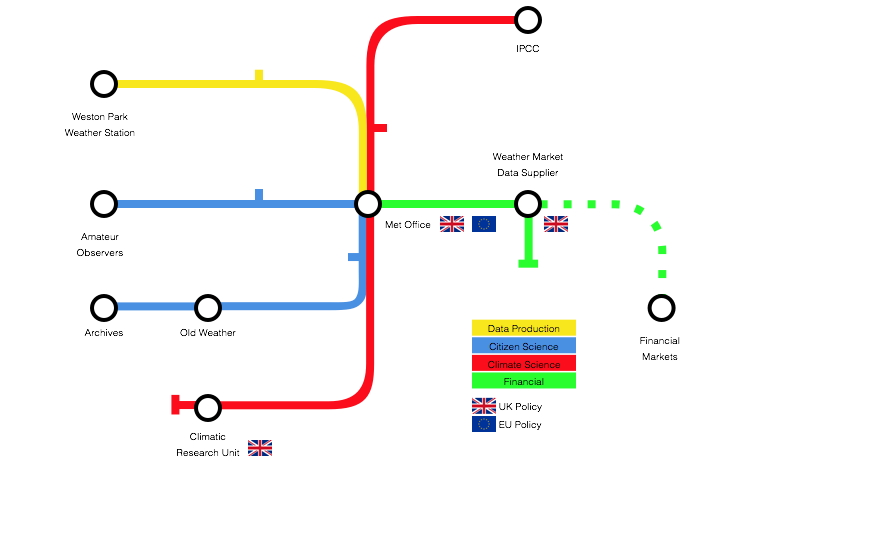 IPCC
Weston Park
Weather Station
Weather Market
Data Supplier
Met Office
Amateur
Observers
Archives
Old Weather
Financial
Markets
Data Production
Citizen Science
Climate Science
Financial
UK Policy
EU Policy
Climatic
Research Unit